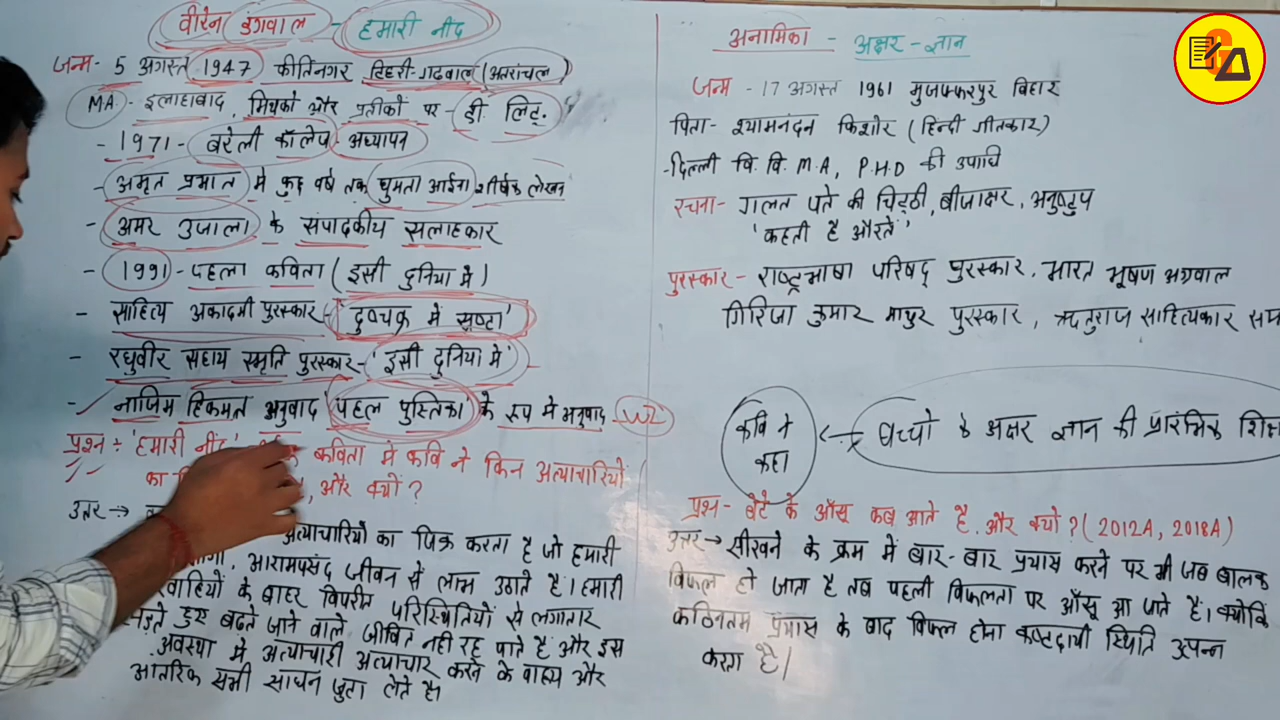 वीरेन डंगवाल - हमारी नींद
जन्म- 5 अगस्त 1947 कीर्तिनगर टिहरी-गढवाल (उतरांचल)
MA - इलाहाबाद, मिथको और प्रतीकों पर - डी लिट्.
- 1971- बरेली कॉलेज - अध्यापन
- अमृत प्रभात में कुछ वर्ष तक घुमता आईना शीर्षक लेखन
- अमर उजाला के संपादकीय सलाहकार
- 1991 - पहला कविता (इसी दुनिया में)
- साहित्य अकादमी पुरस्कार - 'दुष्चक्र में स्रष्टा'
- रघुवीर सहाय स्मृति पुरस्कार - 'इसी दुनिया में'
- नाजिम हिकमत अनुवाद 'पहल पुस्तिका' के रूप में अनुवाद
प्रश्न ÷ 'हमारी नींद' कविता में कवि ने किन अत्याचारियों
का और क्यों ?
उत्तर → अत्याचारियों का जिक्र करता है जो हमारी
आरामपसंद जीवन से लाभ उठाते है। हमारी
के बाहर विपरीत परिस्थितियों से लगातार
लड़ते हुए बढ़ते जाने वाले जीवित नहीं रह पाते हैं और इस
अवस्था में अत्याचारी अत्याचार करने के बाह्य और
आंतरिक सभी साधन जुटा लेते है।
अनामिका - अक्षर-ज्ञान
जन्म - 17 अगस्त 1961 मुजफ्फरपुर बिहार
पिता- श्यामनंदन किशोर (हिन्दी गीतकार)
-दिल्ली वि. वि. M.A, P.H.D की उपाधि
रचना- गलत पते की चिट्ठी, बीजाक्षर, अनुष्टुप
'कहती है औरतें'
पुरस्कार- राष्ट्रभाषा परिषद् पुरस्कार, भारत भूषण अग्रवाल
गिरिजा कुमार माथुर पुरस्कार, ऋतुराज साहित्यकार
कवि ने
कहा
बच्चो के अक्षर ज्ञान की प्रारंभिक
प्रश्न- बेटे के आँसू कब आते है, और क्यो ? (2012A, 2018A)
उत्तर→ सीखने के क्रम में बार-बार प्रयास करने पर भी जब बालक
विफल हो जाता है तब पहली विफलता पर आँसू आ जाते हैं। क्योंकि
कठिनतम प्रयास के बाद विफल होना कष्टदायी स्थिति उत्पन्न
करता है।